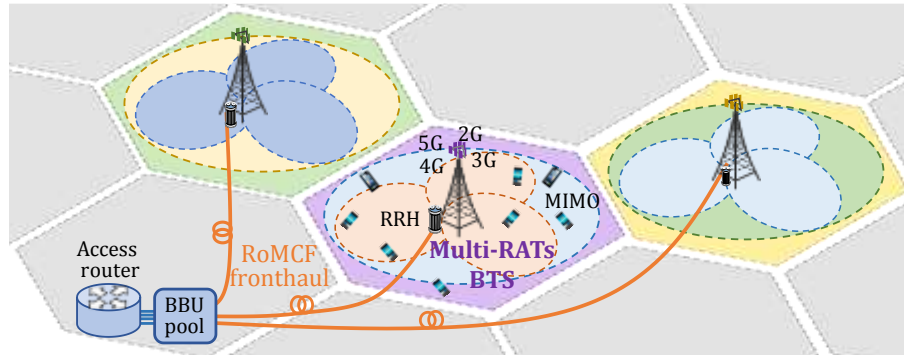 5G 2G
4G 3G
MIMO
RRH
Multi-RATs
BTS
Access
router
RoMCF
fronthaul
BBU
pool